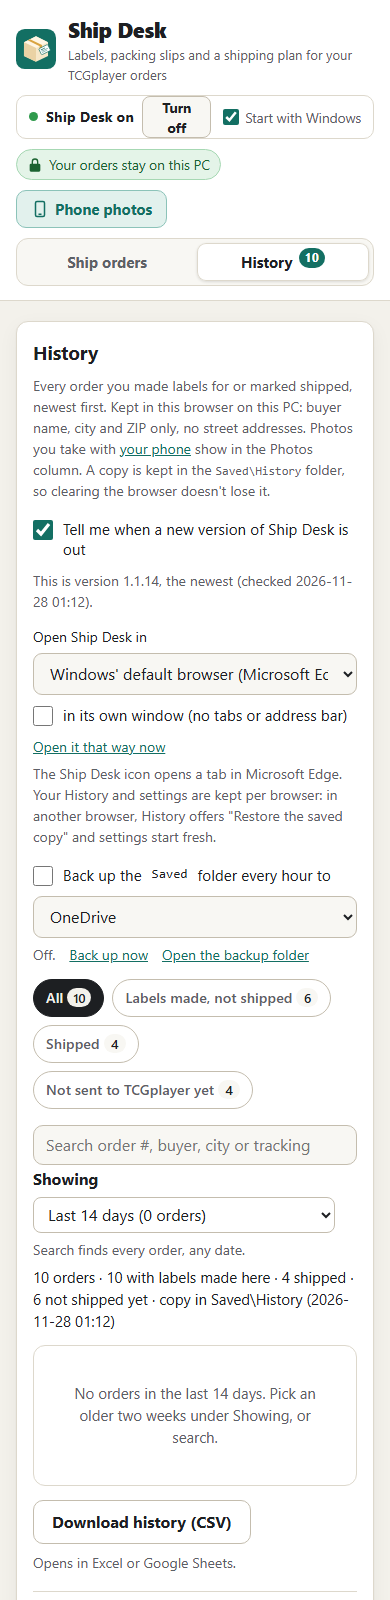 Ship Desk
Labels, packing slips and a shipping plan for your
TCGplayer orders
Ship Desk on
Turn
off
Start with Windows
Your orders stay on this PC
Phone photos
Ship orders
History 10
History
Every order you made labels for or marked shipped,
newest first. Kept in this browser on this PC: buyer
name, city and ZIP only, no street addresses. Photos
you take with your phone show in the Photos
column. A copy is kept in the Saved\History folder,
so clearing the browser doesn't lose it.
Tell me when a new version of Ship Desk is
out
This is version 1.1.14, the newest (checked 2026-11-
28 01:12).
Open Ship Desk in
Windows' default browser (Microsoft Ec
in its own window (no tabs or address bar)
Open it that way now
The Ship Desk icon opens a tab in Microsoft Edge.
Your History and settings are kept per browser: in
another browser, History offers "Restore the saved
copy" and settings start fresh.
Back up the Saved folder every hour to
OneDrive
Off. Back up now Open the backup folder
All 10
Labels made, not shipped 6
Shipped 4
Not sent to TCGplayer yet 4
Search order #, buyer, city or tracking
Showing
Last 14 days (0 orders)
Search finds every order, any date.
10 orders · 10 with labels made here · 4 shipped ·
6 not shipped yet · copy in Saved\History (2026-
11-28 01:12)
No orders in the last 14 days. Pick an
older two weeks under Showing, or
search.
Download history (CSV)
Opens in Excel or Google Sheets.